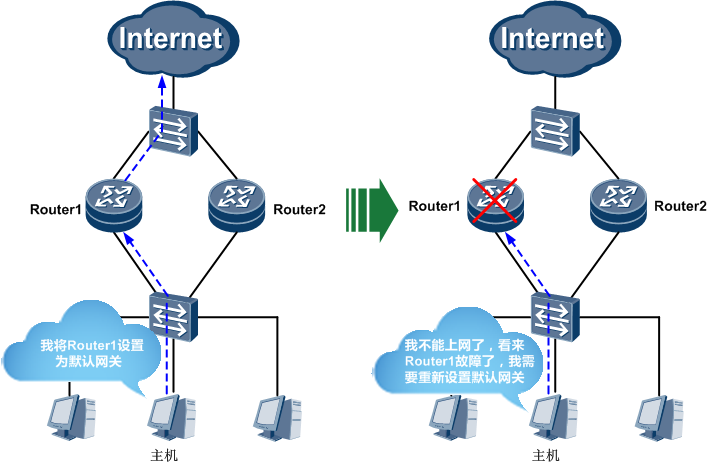 Internet
Router1
Router2
我将Router1设置
为默认网关
主机
Internet
Router1
Router2
我不能上网了，看来
Router1故障了，我需
要重新设置默认网关
主机